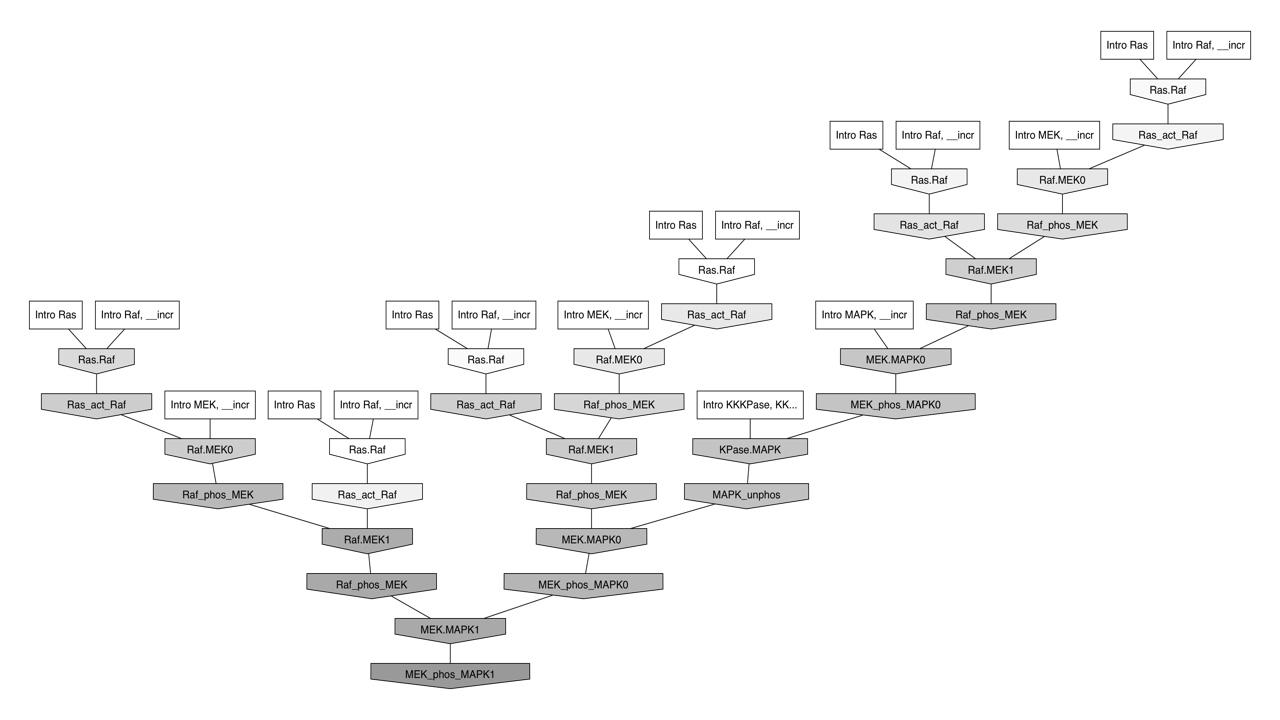 Intro Ras
Intro Raf, __incr
Ras.Raf
Intro Ras
Intro Raf, __incr
Intro MEK, __incr
Ras_act_Raf
Ras.Raf
Raf.MEK0
Intro Ras
Intro Raf, __incr
Ras_act_Raf
Raf_phos_MEK
Ras.Raf
Raf.MEK1
Intro Ras
Intro Raf, __incr
Intro Ras
Intro Raf, __incr
Intro MEK, __incr
Ras_act_Raf
Intro MAPK, __incr
Raf_phos_MEK
Ras.Raf
Ras.Raf
Raf.MEK0
MEK.MAPK0
Ras_act_Raf
Intro MEK, __incr
Intro Ras
Intro Raf, __incr
Ras_act_Raf
Raf_phos_MEK
Intro KKKPase, KK...
MEK_phos_MAPK0
Raf.MEK0
Ras.Raf
Raf.MEK1
KPase.MAPK
Raf_phos_MEK
Ras_act_Raf
Raf_phos_MEK
MAPK_unphos
Raf.MEK1
MEK.MAPK0
Raf_phos_MEK
MEK_phos_MAPK0
MEK.MAPK1
MEK_phos_MAPK1